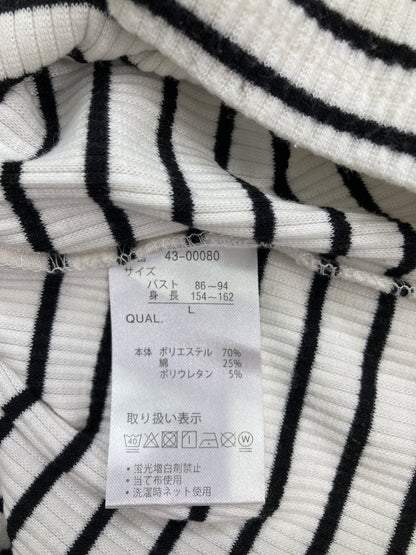 品番 43-00080
サイズ
バスト 86~94
身長 154~162
L
QUAL.
本体 ポリエステル 70%
綿 25%
ポリウレタン 5%
取り扱い表示
40 W
・蛍光増白剤禁止
・当て布使用
・洗濯時ネット使用